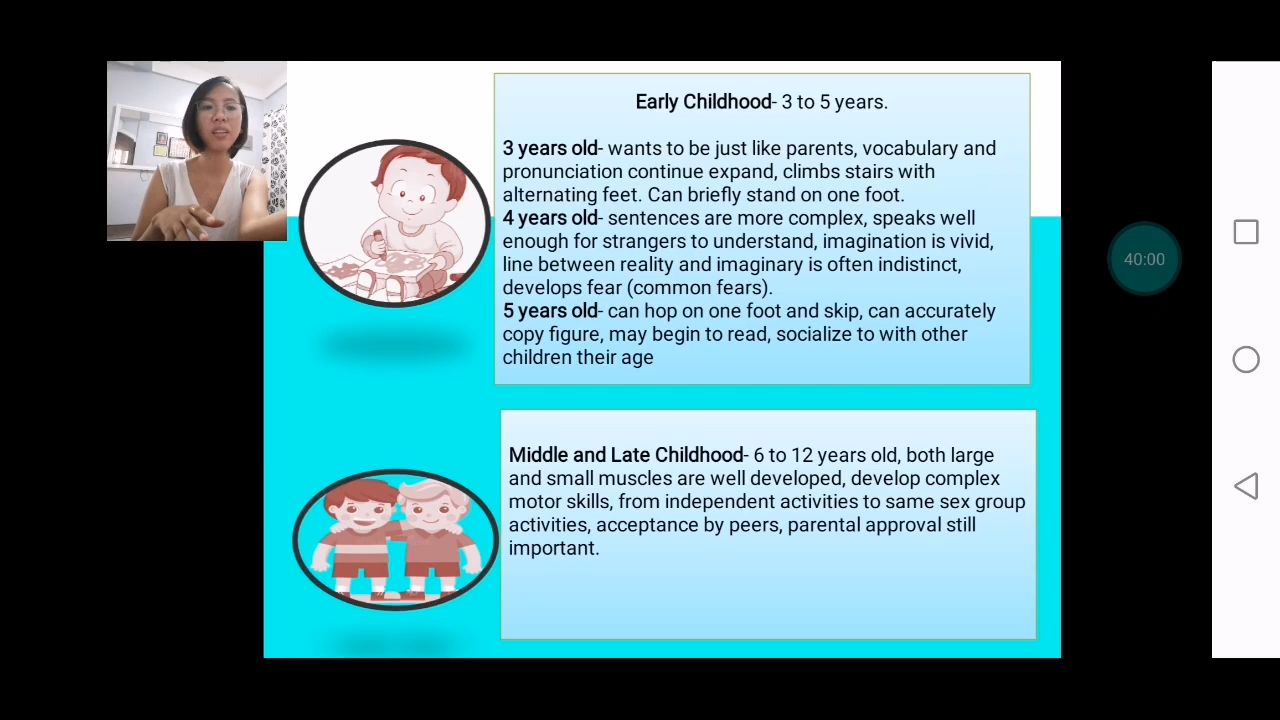 Early Childhood- 3 to 5 years.
3 years old- wants to be just like parents, vocabulary and
pronunciation continue expand, climbs stairs with
alternating feet. Can briefly stand on one foot.
4 years old- sentences are more complex, speaks well
enough for strangers to understand, imagination is vivid,
line between reality and imaginary is often indistinct,
develops fear (common fears).
5 years old- can hop on one foot and skip, can accurately
copy figure, may begin to read, socialize to with other
children their age
40:00
Middle and Late Childhood- 6 to 12 years old, both large
and small muscles are well developed, develop complex
motor skills, from independent activities to same sex group
activities, acceptance by peers, parental approval still
important.